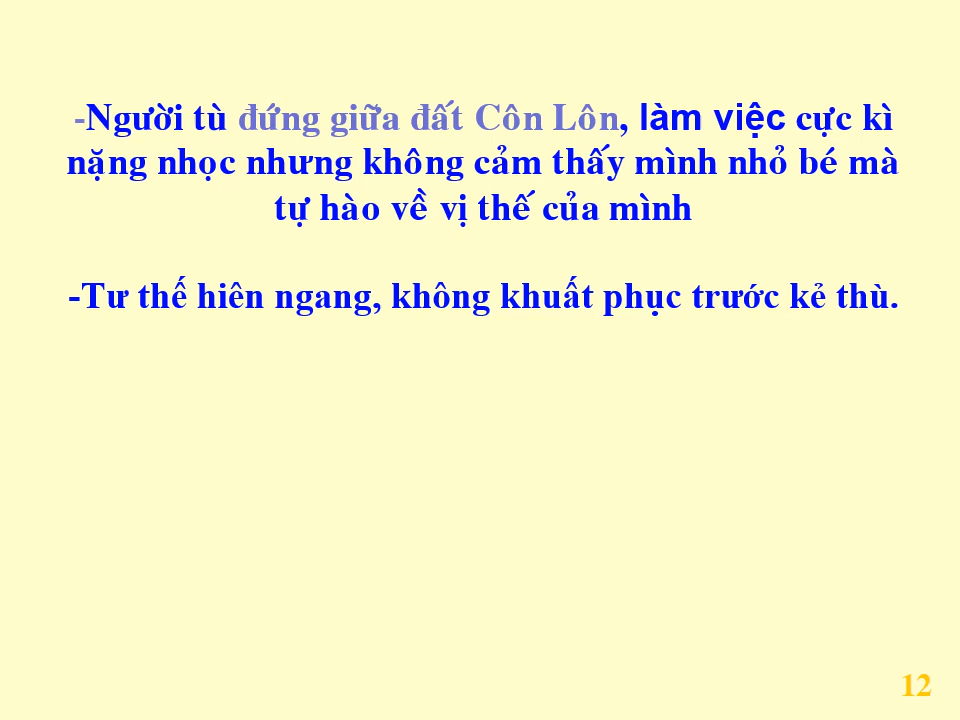 -Người tù đứng giữa đất Côn Lôn, làm việc cực kì
nặng nhọc nhưng không cảm thấy mình nhỏ bé mà
tự hào về vị thế của mình
-Tư thế hiên ngang, không khuất phục trước kẻ thù.
12